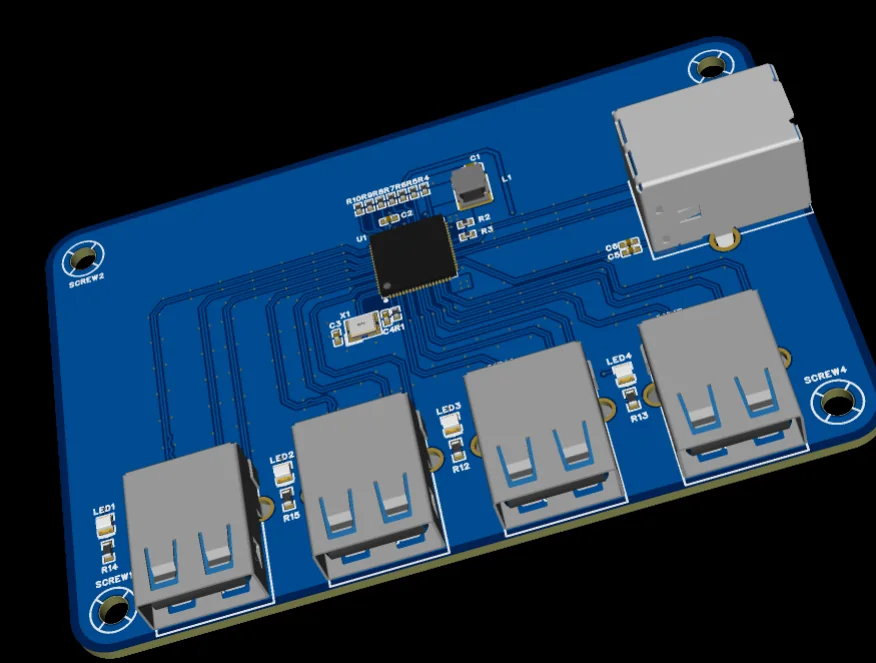 C1
L1
R10R9R8R7R6R5R4
C2
R2
R3
U1
C6
C5
SCREW2
X1
C3
C4R1
LED4
SCREW4
R13
LED3
R12
LED2
R15
LED1
R14
SCREW1